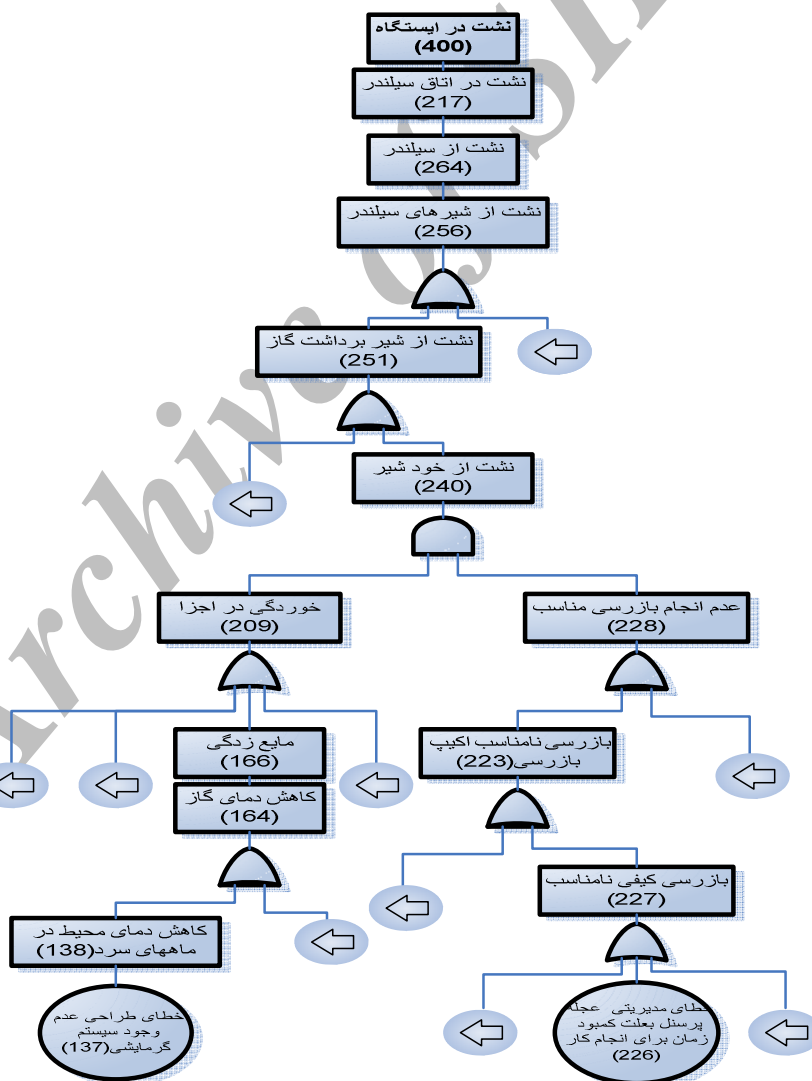 نشت در ایستگاه
(400)
نشت در اتاق سیلندر
(217)
نشت از سیلندر
(264)
نشت از شیرهای سیلندر
(256)
نشت از شیر برداشت گاز
(251)
نشت از خود شیر
(240)
خوردگی در اجزا
(209)
عدم انجام بازرسی مناسب
(228)
مایع زدگی
(166)
بازرسی نامناسب اکیپ
بازرسی(223)
کاهش دمای گاز
(164)
بازرسی کیفی نامناسب
(227)
کاهش دمای محیط در
ماههای سرد(138)
خطای طراحی عدم
وجود سیستم
گرمایشی(137)
خطای مدیریتی عجله
پرسنل بعلت کمبود
زمان برای انجام کار
(226)
Archive of